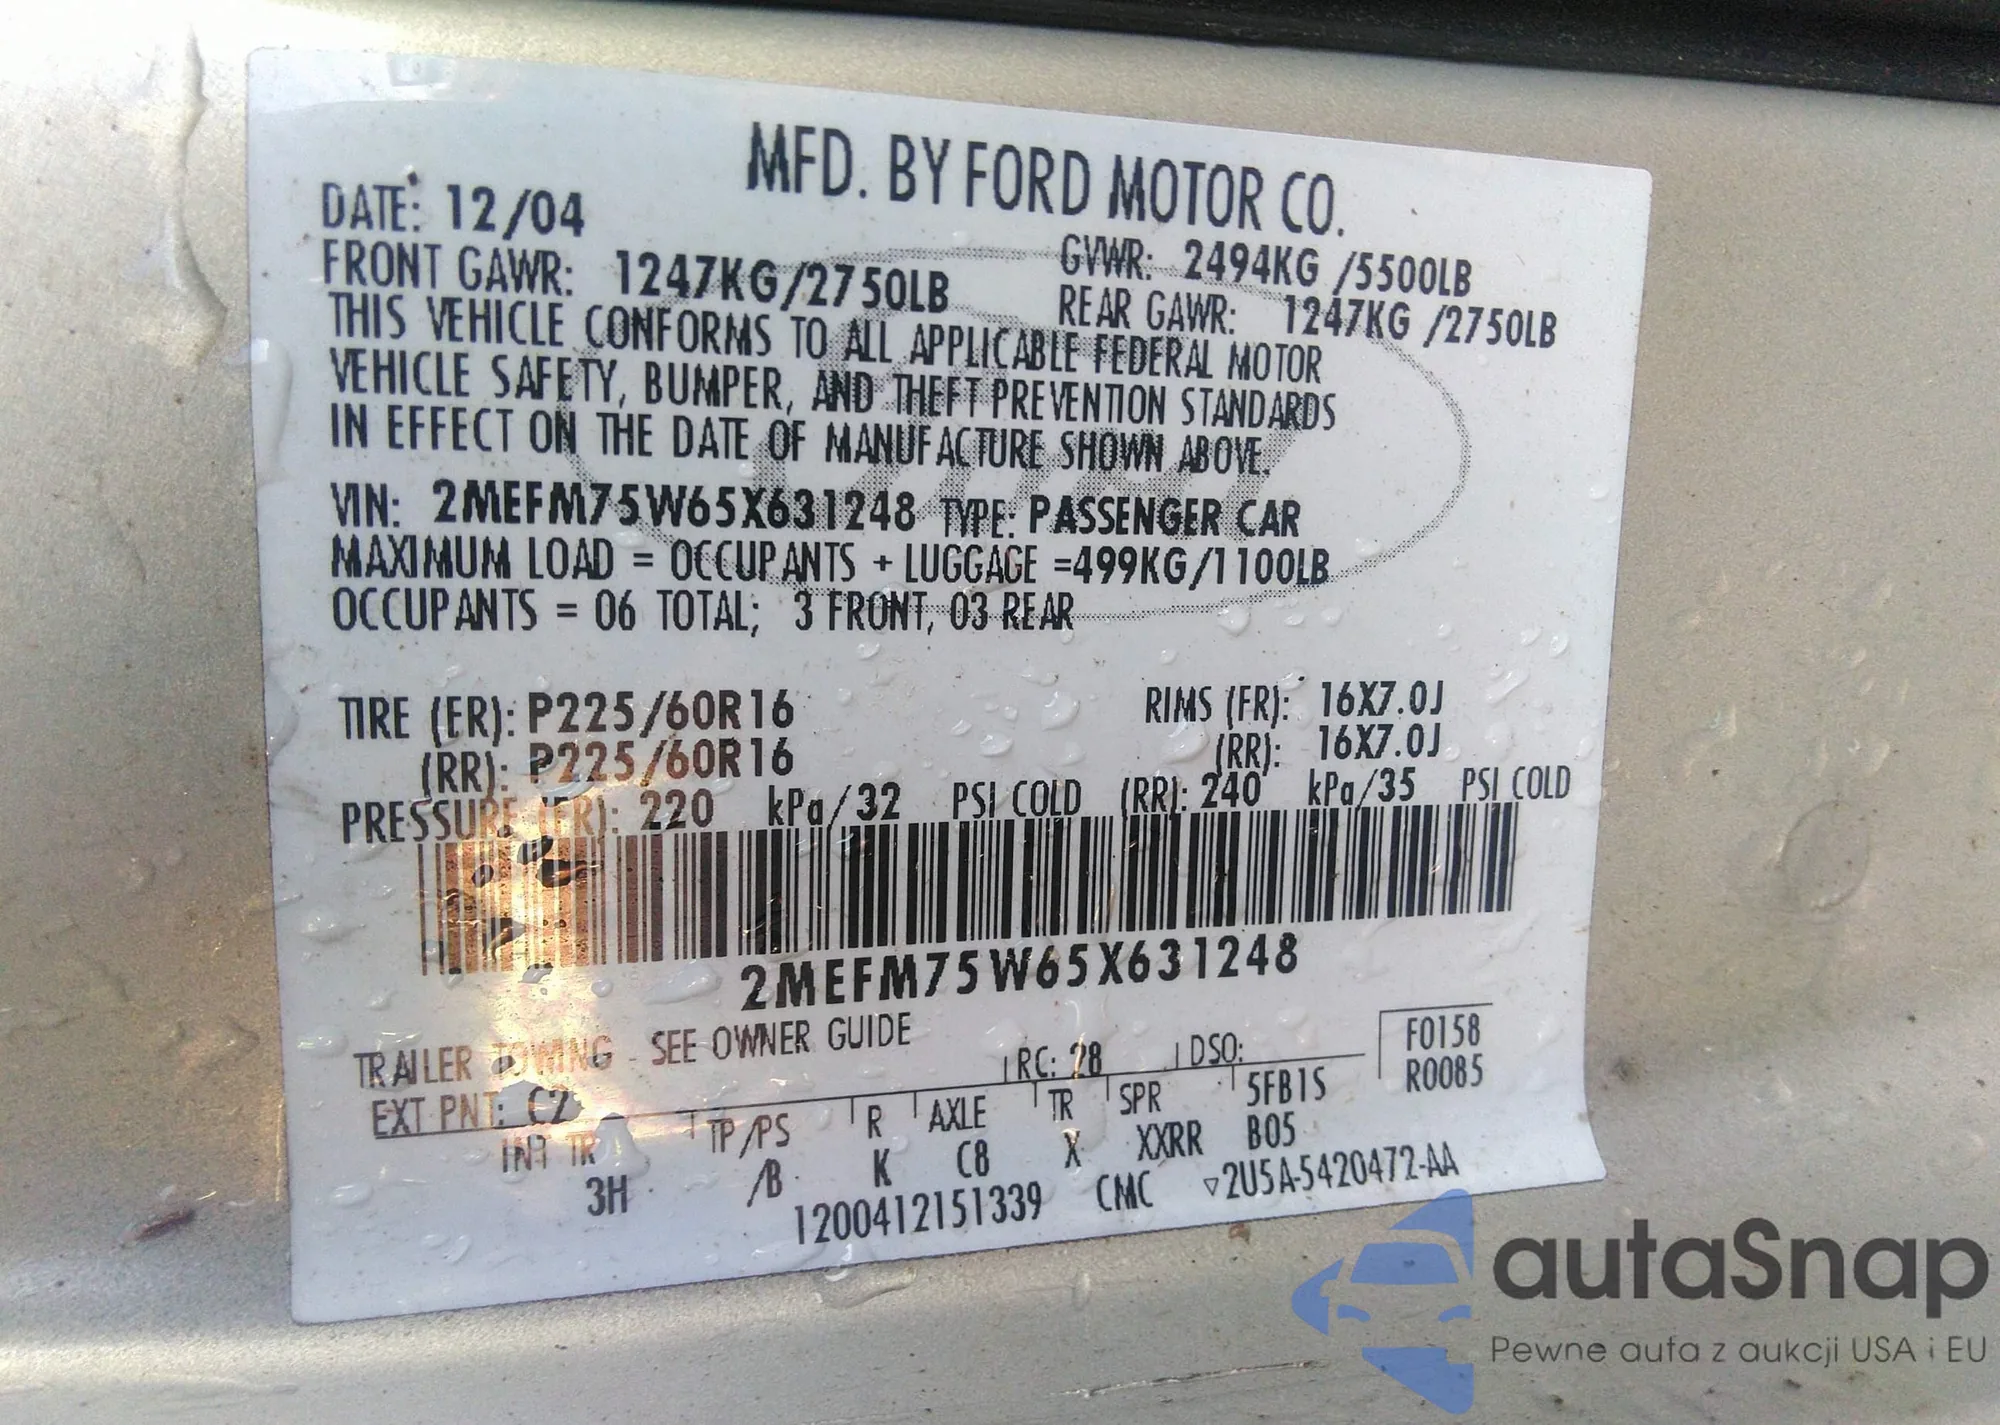 MFD. BY FORD MOTOR CO.
DATE: 12/04
GVWR: 2494KG /5500LB
FRONT GAWR: 1247KG/2750LB
REAR GAWR: 1247KG /2750LB
THIS VEHICLE CONFORMS TO ALL APPLICABLE FEDERAL MOTOR
VEHICLE SAFETY, BUMPER, AND THEFT PREVENTION STANDARDS
IN EFFECT ON THE DATE OF MANUFACTURE SHOWN ABOVE.
VIN: 2MEFM75W65X631248 TYPE: PASSENGER CAR
MAXIMUM LOAD = OCCUPANTS + LUGGAGE =499KG/1100LB
OCCUPANTS = 06 TOTAL; 3 FRONT, 03 REAR
TIRE (FR): P225/60R16 RIMS (FR): 16X7.0J
(RR): P225/60R16 (RR): 16X7.0J
PRESSURE (FR): 220 kPa/32 PSI COLD (RR): 240 kPa/35 PSI COLD
2MEFM75W65X631248
TRAILER TOWING - SEE OWNER GUIDE
F0158
R0085
EXT PNT: C2 RC: 28 DSO:
INT TR TP/PS R AXLE TR SPR 5FB1S
3H /B K C8 X XXRR B05
1200412151339 CMC ▽2U5A-5420472-AA
autaSnap
Pewne auta z aukcji USA i EU